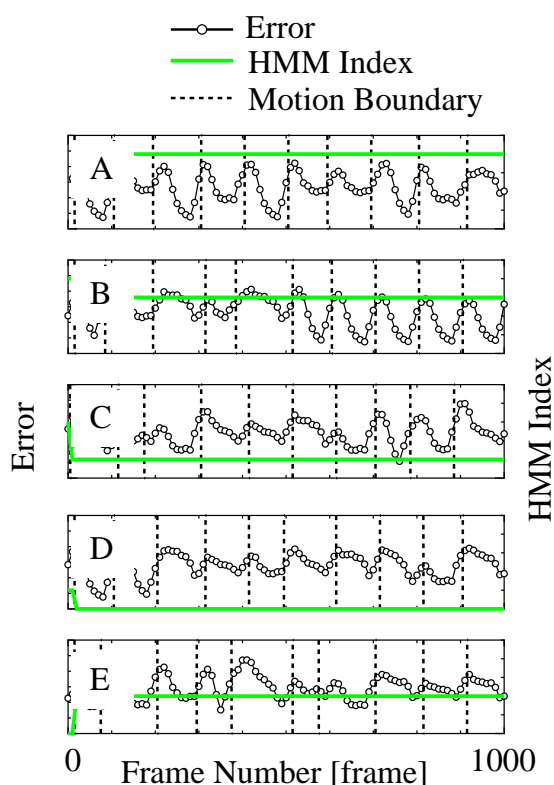 Error
HMM Index
Motion Boundary
A
B
C
D
E
Error
HMM Index
0
1000
Frame Number [frame]